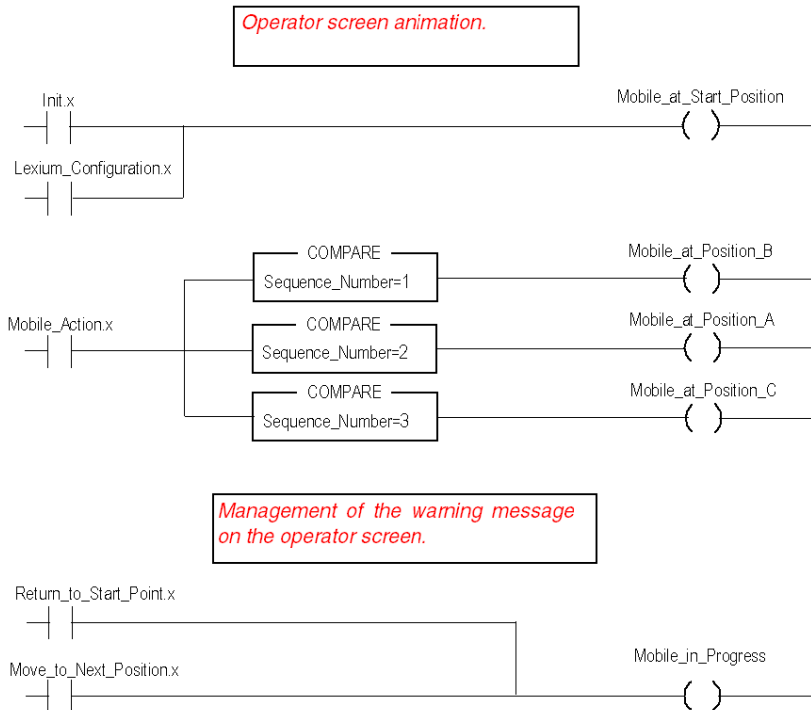 Operator screen animation.
Init.x
Mobile_at_Start_Position
Lexium_Configuration.x
COMPARE
Mobile_at_Position_B
Sequence_Number=1
Mobile_Action.x
COMPARE
Mobile_at_Position_A
Sequence_Number=2
COMPARE
Mobile_at_Position_C
Sequence_Number=3
Management of the warning message
on the operator screen.
Return_to_Start_Point.x
Move_to_Next_Position.x
Mobile_in_Progress